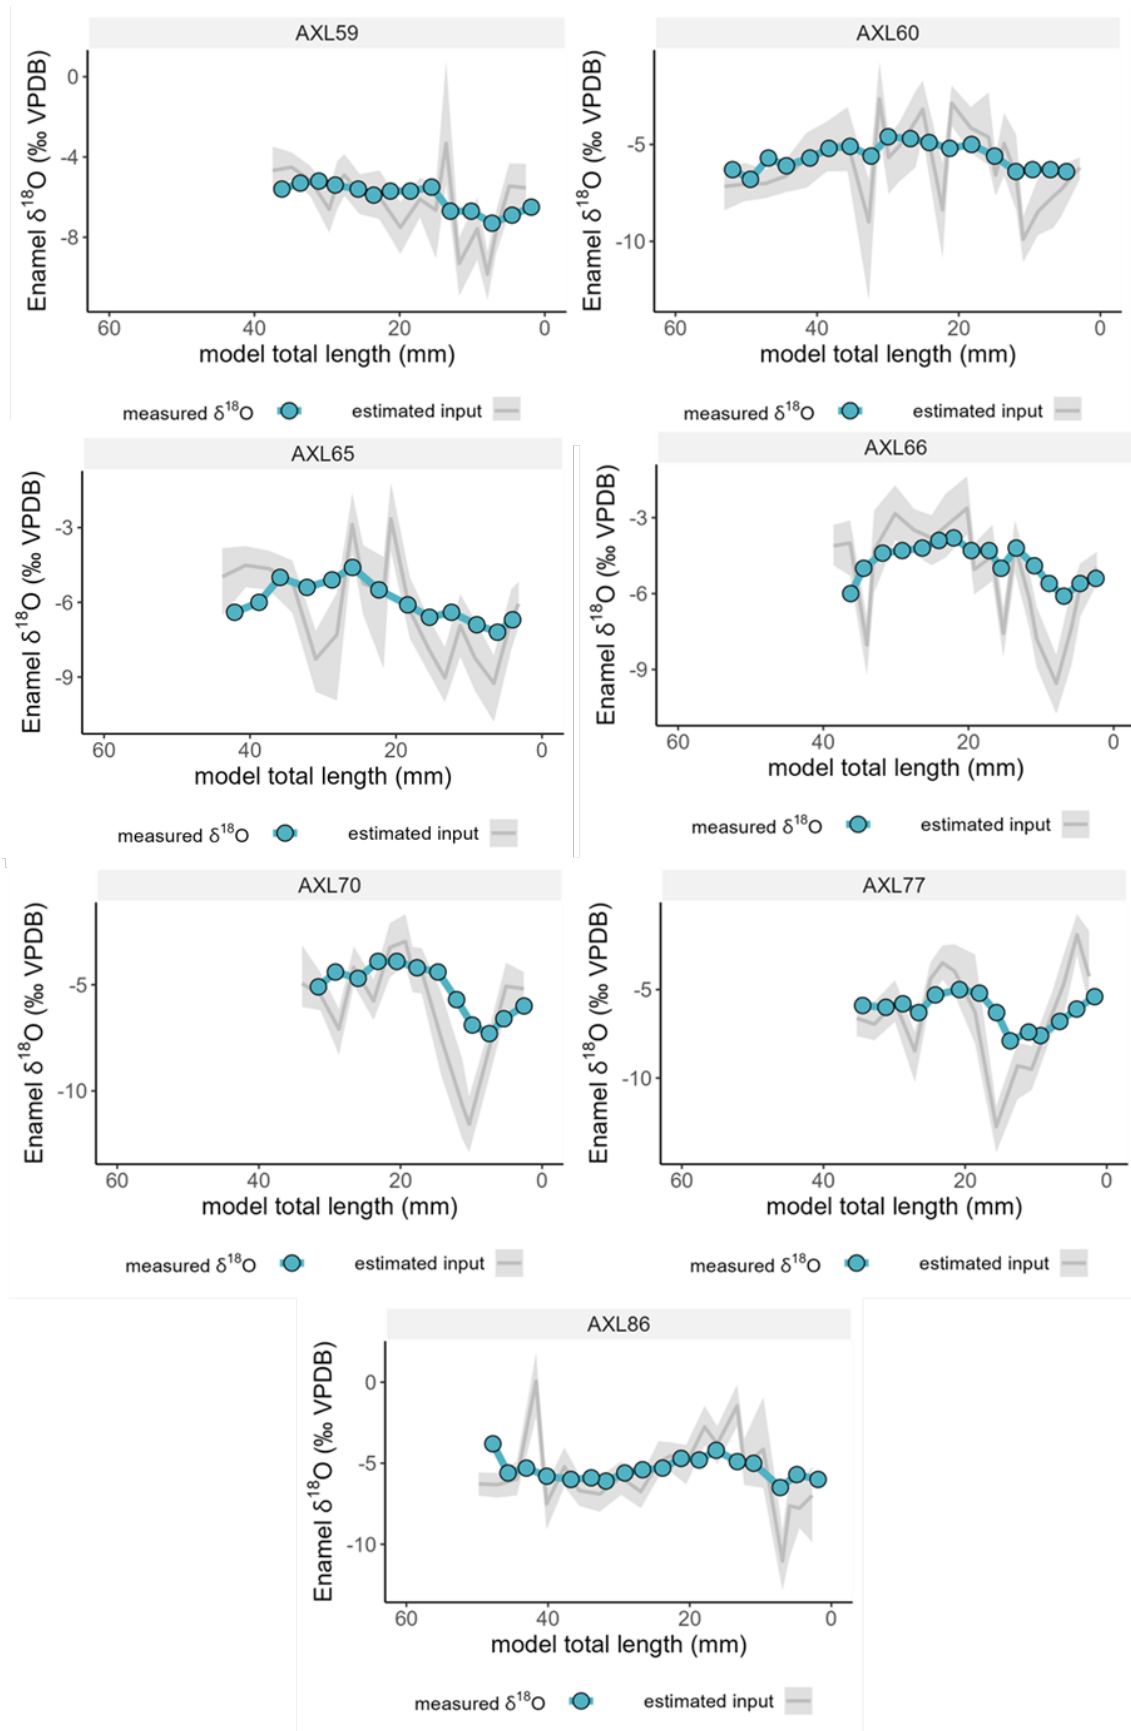 AXL59
AXL60
Enamel δ¹⁸O (‰ VPDB)
0
-4
-8
60 40 20 0
model total length (mm)
measured δ¹⁸O estimated input
Enamel δ¹⁸O (‰ VPDB)
-5
-10
60 40 20 0
model total length (mm)
measured δ¹⁸O estimated input
AXL65
AXL66
Enamel δ¹⁸O (‰ VPDB)
-3
-6
-9
60 40 20 0
model total length (mm)
measured δ¹⁸O estimated input
Enamel δ¹⁸O (‰ VPDB)
-3
-6
-9
60 40 20 0
model total length (mm)
measured δ¹⁸O estimated input
AXL70
AXL77
Enamel δ¹⁸O (‰ VPDB)
-5
-10
60 40 20 0
model total length (mm)
measured δ¹⁸O estimated input
Enamel δ¹⁸O (‰ VPDB)
-5
-10
60 40 20 0
model total length (mm)
measured δ¹⁸O estimated input
AXL86
Enamel δ¹⁸O (‰ VPDB)
0
-5
-10
60 40 20 0
model total length (mm)
measured δ¹⁸O estimated input